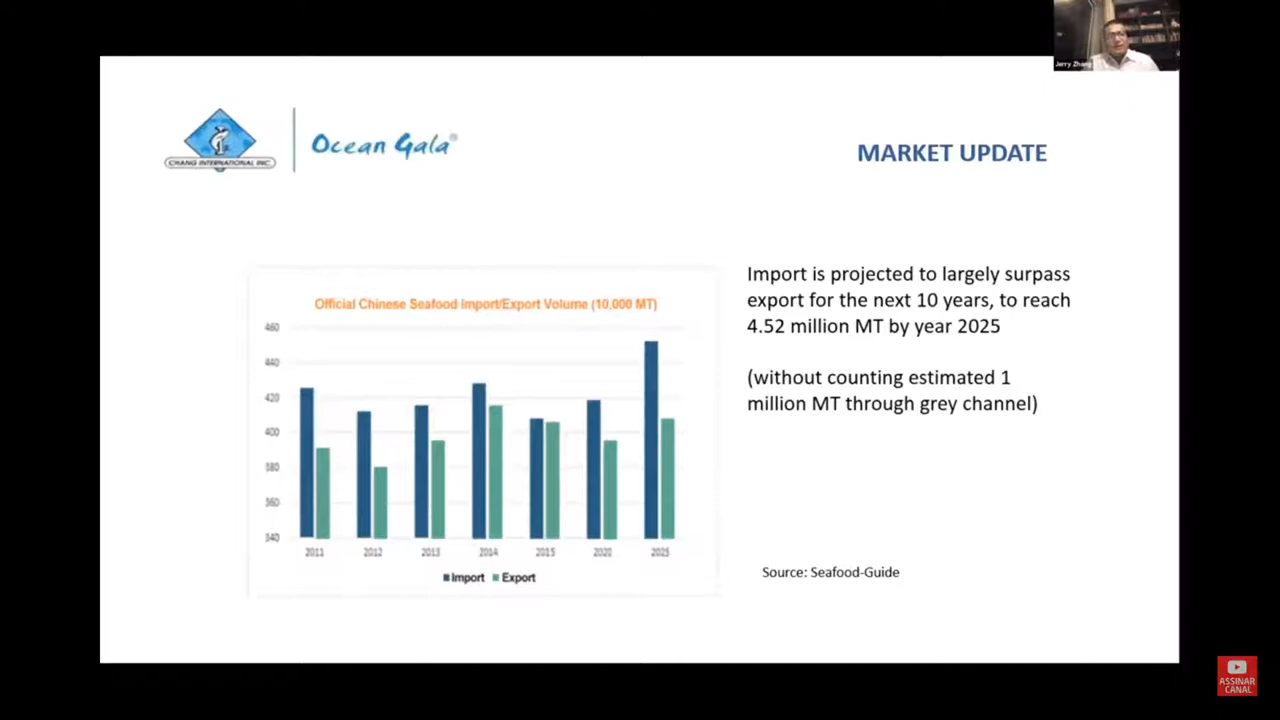 Jerry Zhang
CHANG INTERNATIONAL INC
Ocean Gala®
MARKET UPDATE
Official Chinese Seafood Import/Export Volume (10,000 MT)
460
440
420
400
380
360
340
2011 2012 2013 2014 2015 2020 2025
Import Export
Import is projected to largely surpass
export for the next 10 years, to reach
4.52 million MT by year 2025
(without counting estimated 1
million MT through grey channel)
Source: Seafood-Guide
ASSINAR
CANAL